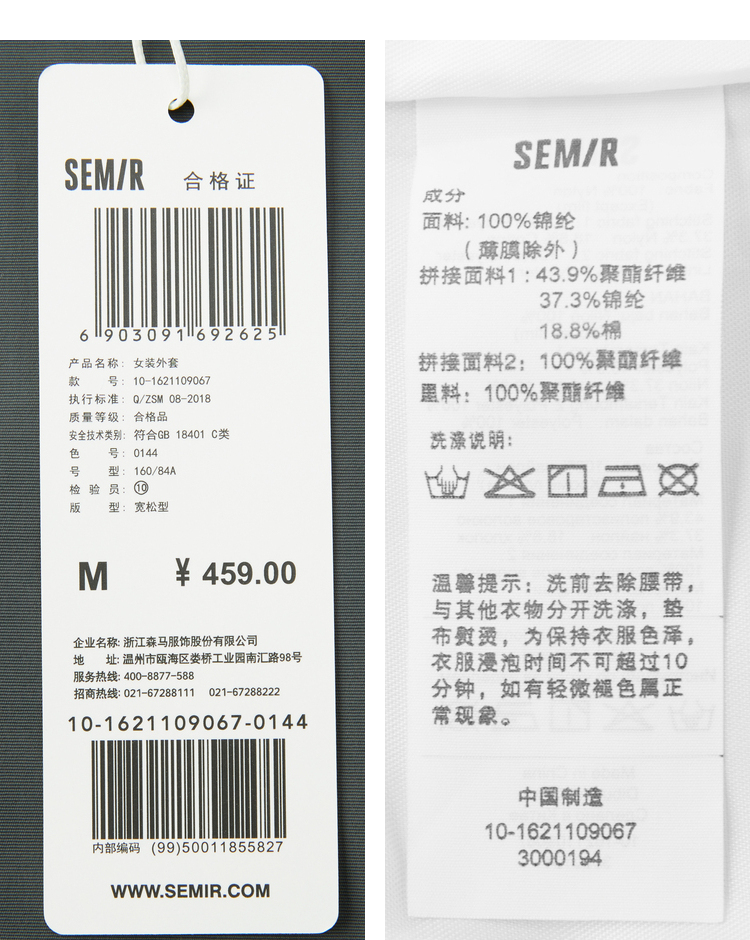 SEMIR 合格证
6 903091 692625
产品名称: 女装外套
款 号: 10-1621109067
执行标准: Q/ZSM 08-2018
质量等级: 合格品
安全技术类别: 符合GB 18401 C类
色 号: 0144
号 型: 160/84A
检 验 员: ⑩
版 型: 宽松型
M ¥ 459.00
企业名称: 浙江森马服饰股份有限公司
地 址: 温州市瓯海区娄桥工业园南汇路98号
服务热线: 400-8877-588
招商热线: 021-67288111 021-67288222
10-1621109067-0144
内部编码 (99)50011855827
WWW.SEMIR.COM
SEMIR
成分
面料: 100%锦纶
(薄膜除外)
拼接面料1: 43.9%聚酯纤维
37.3%锦纶
18.8%棉
拼接面料2: 100%聚酯纤维
里料: 100%聚酯纤维
洗涤说明:
温馨提示: 洗前去除腰带,
与其他衣物分开洗涤, 垫
布熨烫, 为保持衣服色泽,
衣服浸泡时间不可超过10
分钟, 如有轻微褪色属正
常现象。
中国制造
10-1621109067
3000194